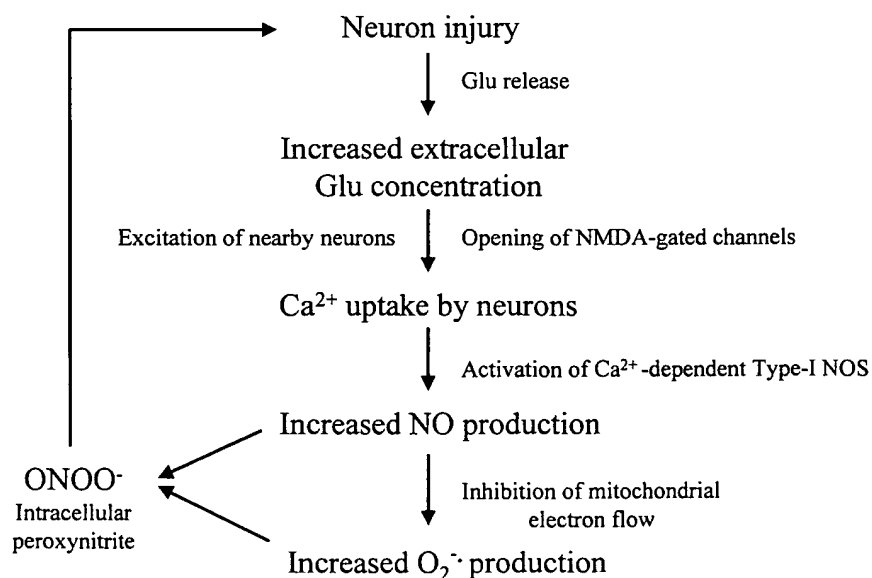 Neuron injury
Glu release
Increased extracellular
Glu concentration
Excitation of nearby neurons
Opening of NMDA-gated channels
Ca²⁺ uptake by neurons
Activation of Ca²⁺-dependent Type-I NOS
Increased NO production
ONOO⁻
Intracellular
peroxynitrite
Inhibition of mitochondrial
electron flow
Increased O₂⁻· production